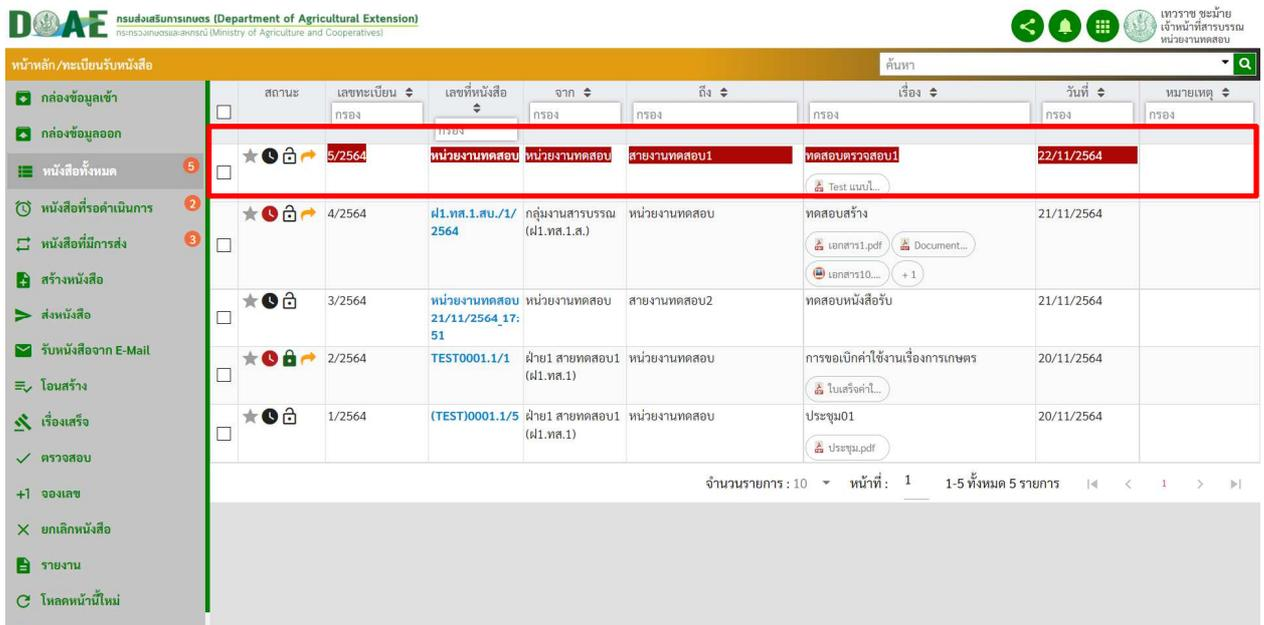 DOAE
กรมส่งเสริมการเกษตร (Department of Agricultural Extension)
กระทรวงเกษตรและสหกรณ์ (Ministry of Agriculture and Cooperatives)
เทวราช ชะม้าย
เจ้าหน้าที่สารบรรณ
หน่วยงานทดสอบ
หน้าหลัก/ทะเบียนรับหนังสือ
ค้นหา
กล่องข้อมูลเข้า
กล่องข้อมูลออก
หนังสือทั้งหมด 5
หนังสือที่รอดำเนินการ 2
หนังสือที่มีการส่ง 3
สร้างหนังสือ
ส่งหนังสือ
รับหนังสือจาก E-Mail
โอนสร้าง
เรื่องเสร็จ
ตรวจสอบ
+1 จองเลข
ยกเลิกหนังสือ
รายงาน
โหลดหน้านี้ใหม่
สถานะ เลขทะเบียน เลขที่หนังสือ จาก ถึง เรื่อง วันที่ หมายเหตุ
กรอง กรอง กรอง กรอง กรอง กรอง กรอง
5/2564 หน่วยงานทดสอบ หน่วยงานทดสอบ สายงานทดสอบ1 ทดสอบตรวจสอบ1 22/11/2564
Test แนบไ...
4/2564 ฝ1.ทส.1.สบ./1/ กลุ่มงานสารบรรณ หน่วยงานทดสอบ ทดสอบสร้าง 21/11/2564
2564 (ฝ1.ทส.1.ส.)
เอกสาร1.pdf Document...
เอกสาร10.... + 1
3/2564 หน่วยงานทดสอบ หน่วยงานทดสอบ สายงานทดสอบ2 ทดสอบหนังสือรับ 21/11/2564
21/11/2564_17:
51
2/2564 TEST0001.1/1 ฝ่าย1 สายทดสอบ1 หน่วยงานทดสอบ การขอเบิกค่าใช้งานเรื่องการเกษตร 20/11/2564
(ฝ1.ทส.1)
ใบเสร็จค่าใ...
1/2564 (TEST)0001.1/5 ฝ่าย1 สายทดสอบ1 หน่วยงานทดสอบ ประชุม01 20/11/2564
(ฝ1.ทส.1)
ประชุม.pdf
จำนวนรายการ : 10 หน้าที่ : 1 1-5 ทั้งหมด 5 รายการ 1